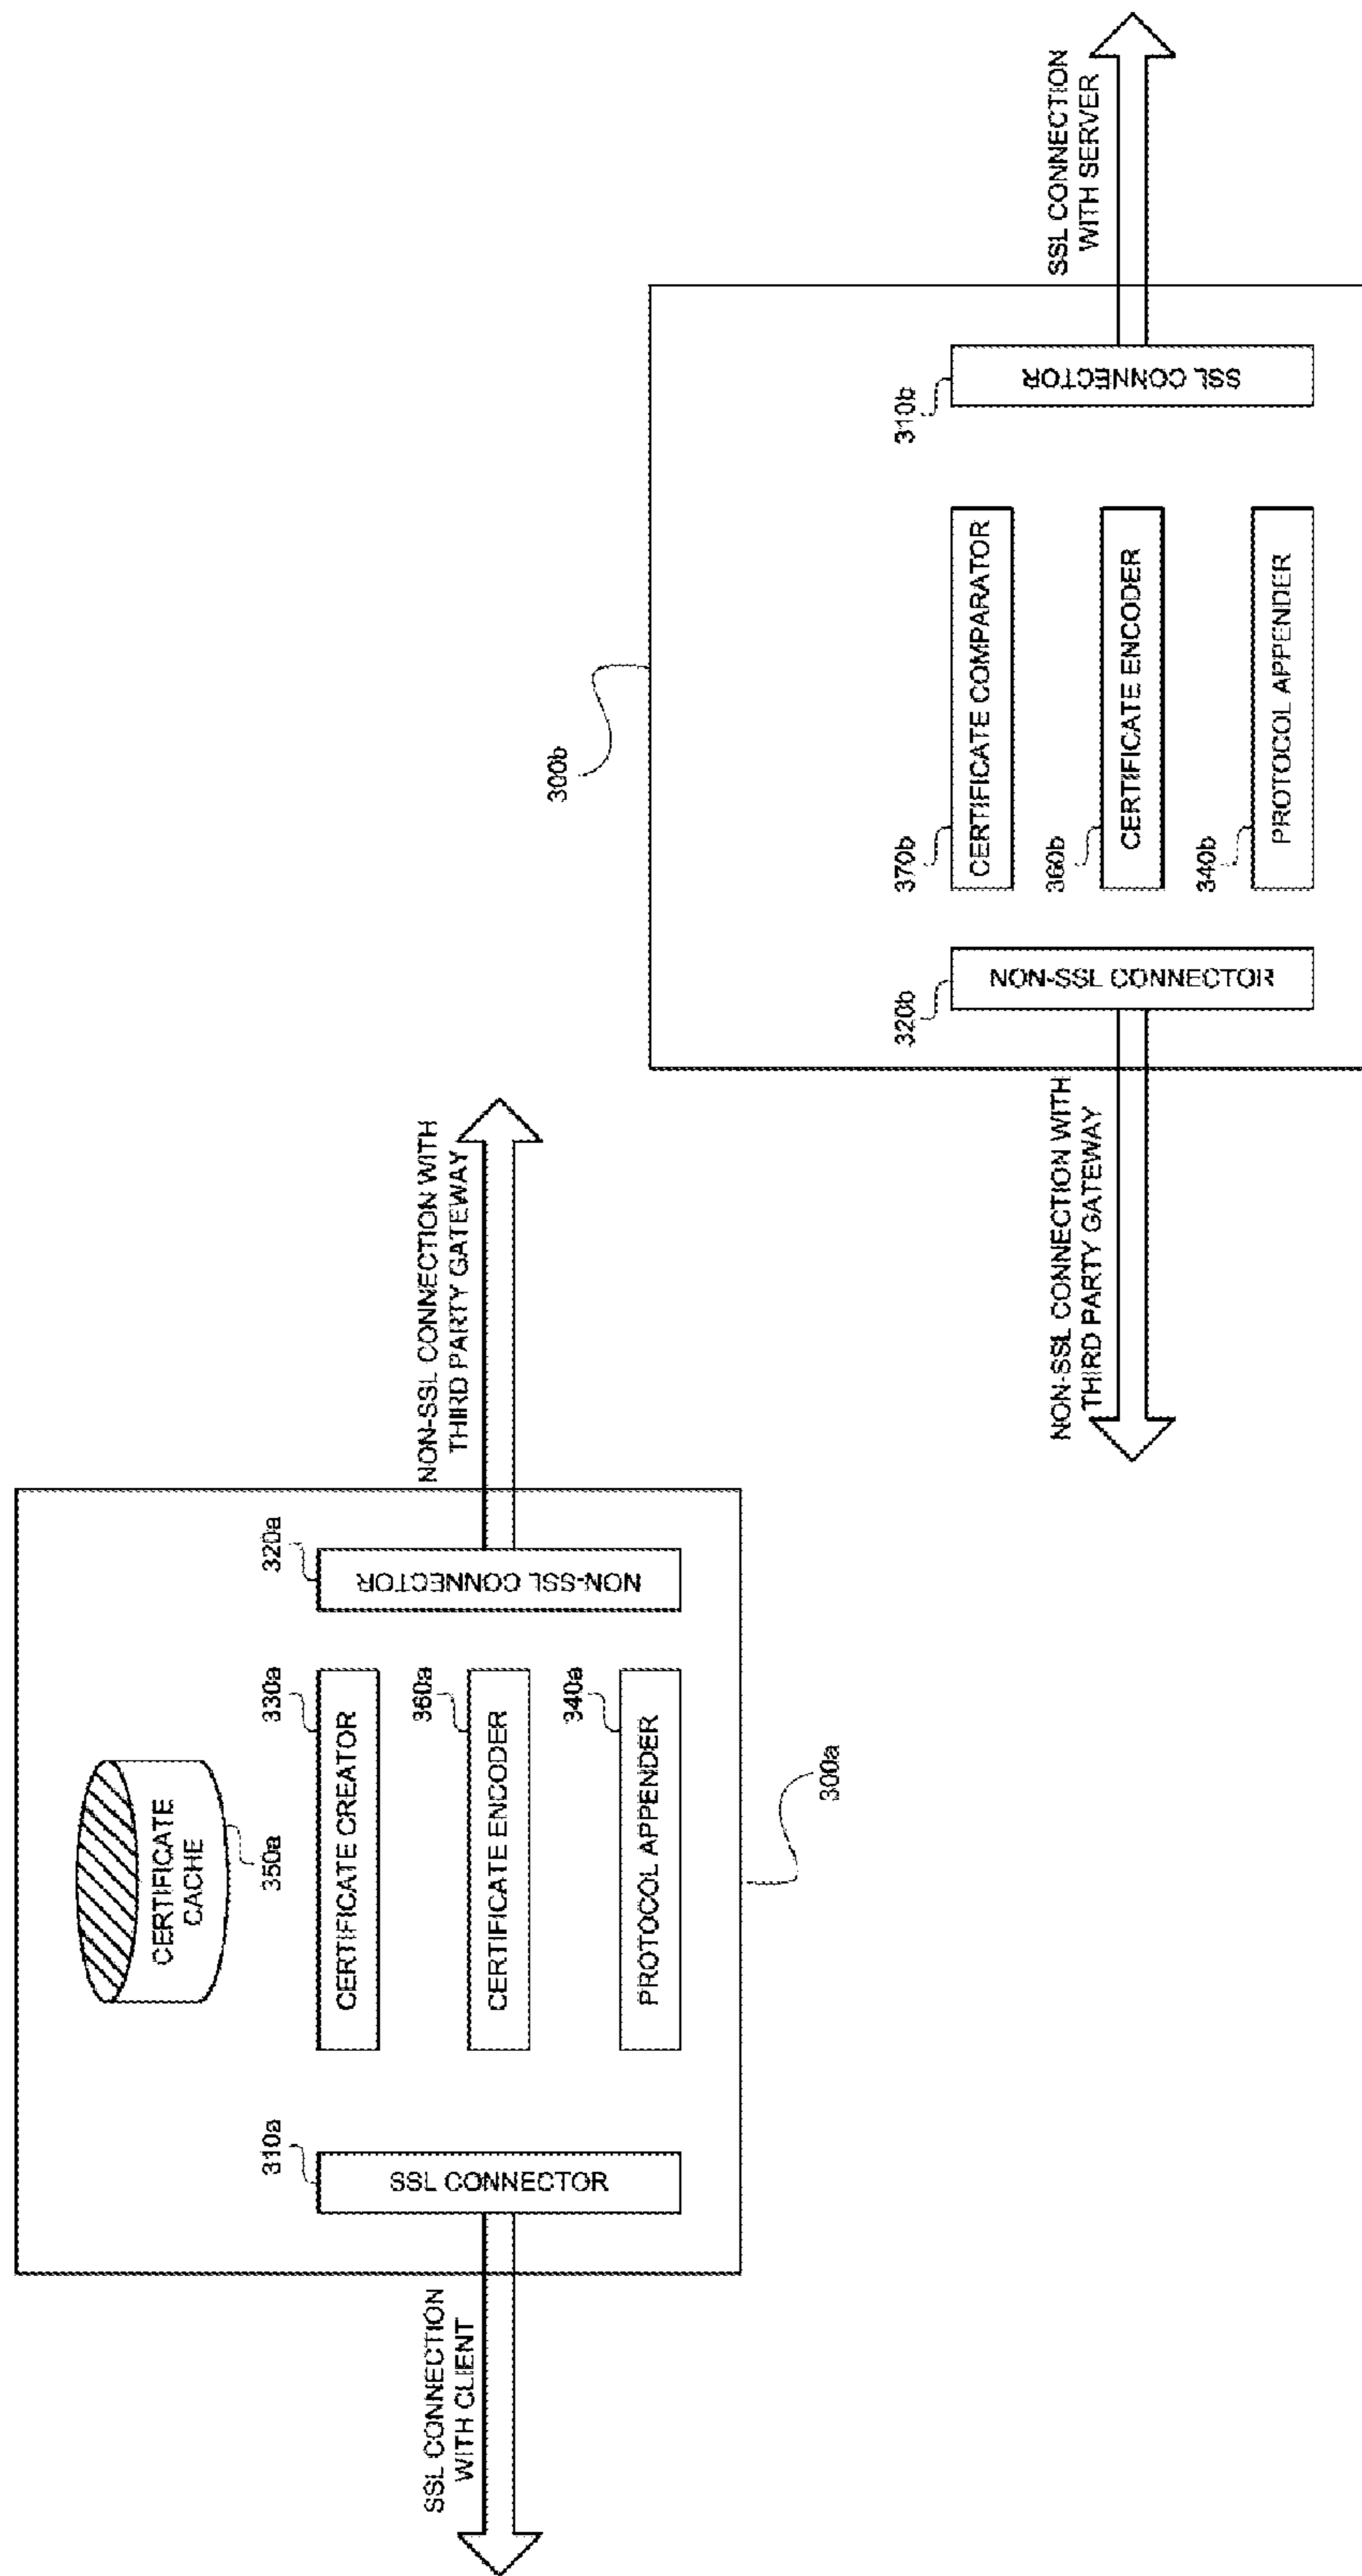 CERTIFICATE
CACHE
350a
310a
SSL CONNECTOR
330a
CERTIFICATE CREATOR
360a
CERTIFICATE ENCODER
340a
PROTOCOL APPENDER
320a
NON-SSL CONNECTOR
SSL CONNECTION
WITH CLIENT
NON-SSL CONNECTION WITH
THIRD PARTY GATEWAY
300a
300b
320b
NON-SSL CONNECTOR
370b
CERTIFICATE COMPARATOR
360b
CERTIFICATE ENCODER
340b
PROTOCOL APPENDER
310b
SSL CONNECTOR
NON-SSL CONNECTION WITH
THIRD PARTY GATEWAY
SSL CONNECTION
WITH SERVER